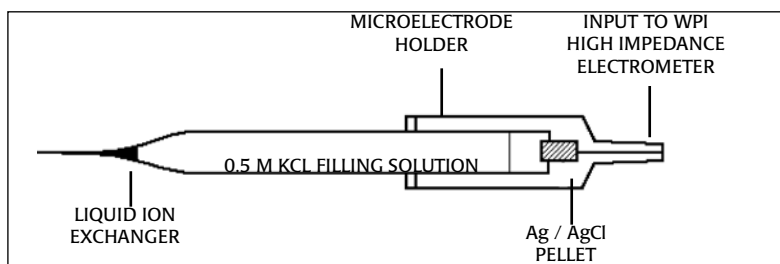 MICROELECTRODE
HOLDER
INPUT TO WPI
HIGH IMPEDANCE
ELECTROMETER
0.5 M KCL FILLING SOLUTION
LIQUID ION
EXCHANGER
Ag / AgCl
PELLET